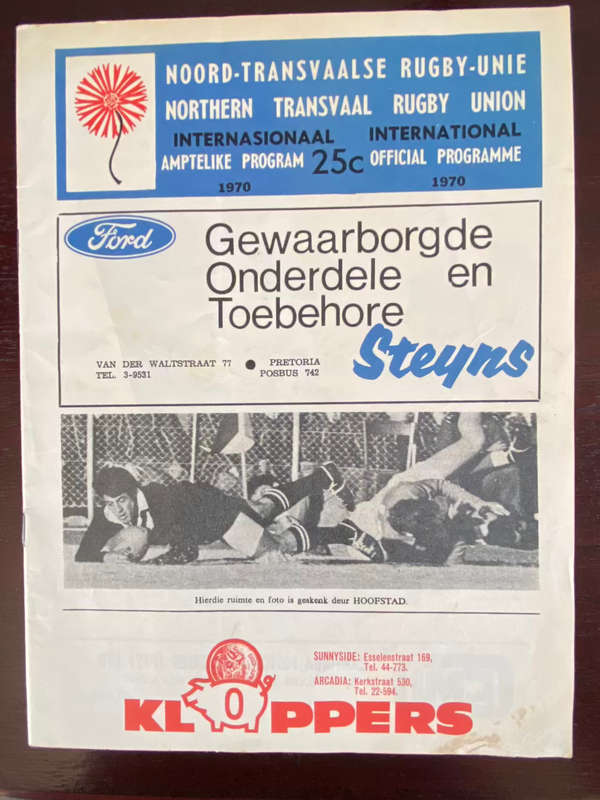 NOORD-TRANSVAALSE RUGBY-UNIE
NORTHERN TRANSVAAL RUGBY UNION
INTERNASIONAAL INTERNATIONAL
AMPTELIKE PROGRAM 25c OFFICIAL PROGRAMME
1970 1970
Ford
Gewaarborgde
Onderdele en
Toebehore
Steyns
VAN DER WALTSTRAAT 77 ● PRETORIA
TEL. 3-9531 POSBUS 742
Hierdie ruimte en foto is geskenk deur HOOFSTAD.
SUNNYSIDE: Esselenstraat 169,
Tel. 44-773.
ARCADIA: Kerkstraat 530,
Tel. 22-594.
KLOPPERS